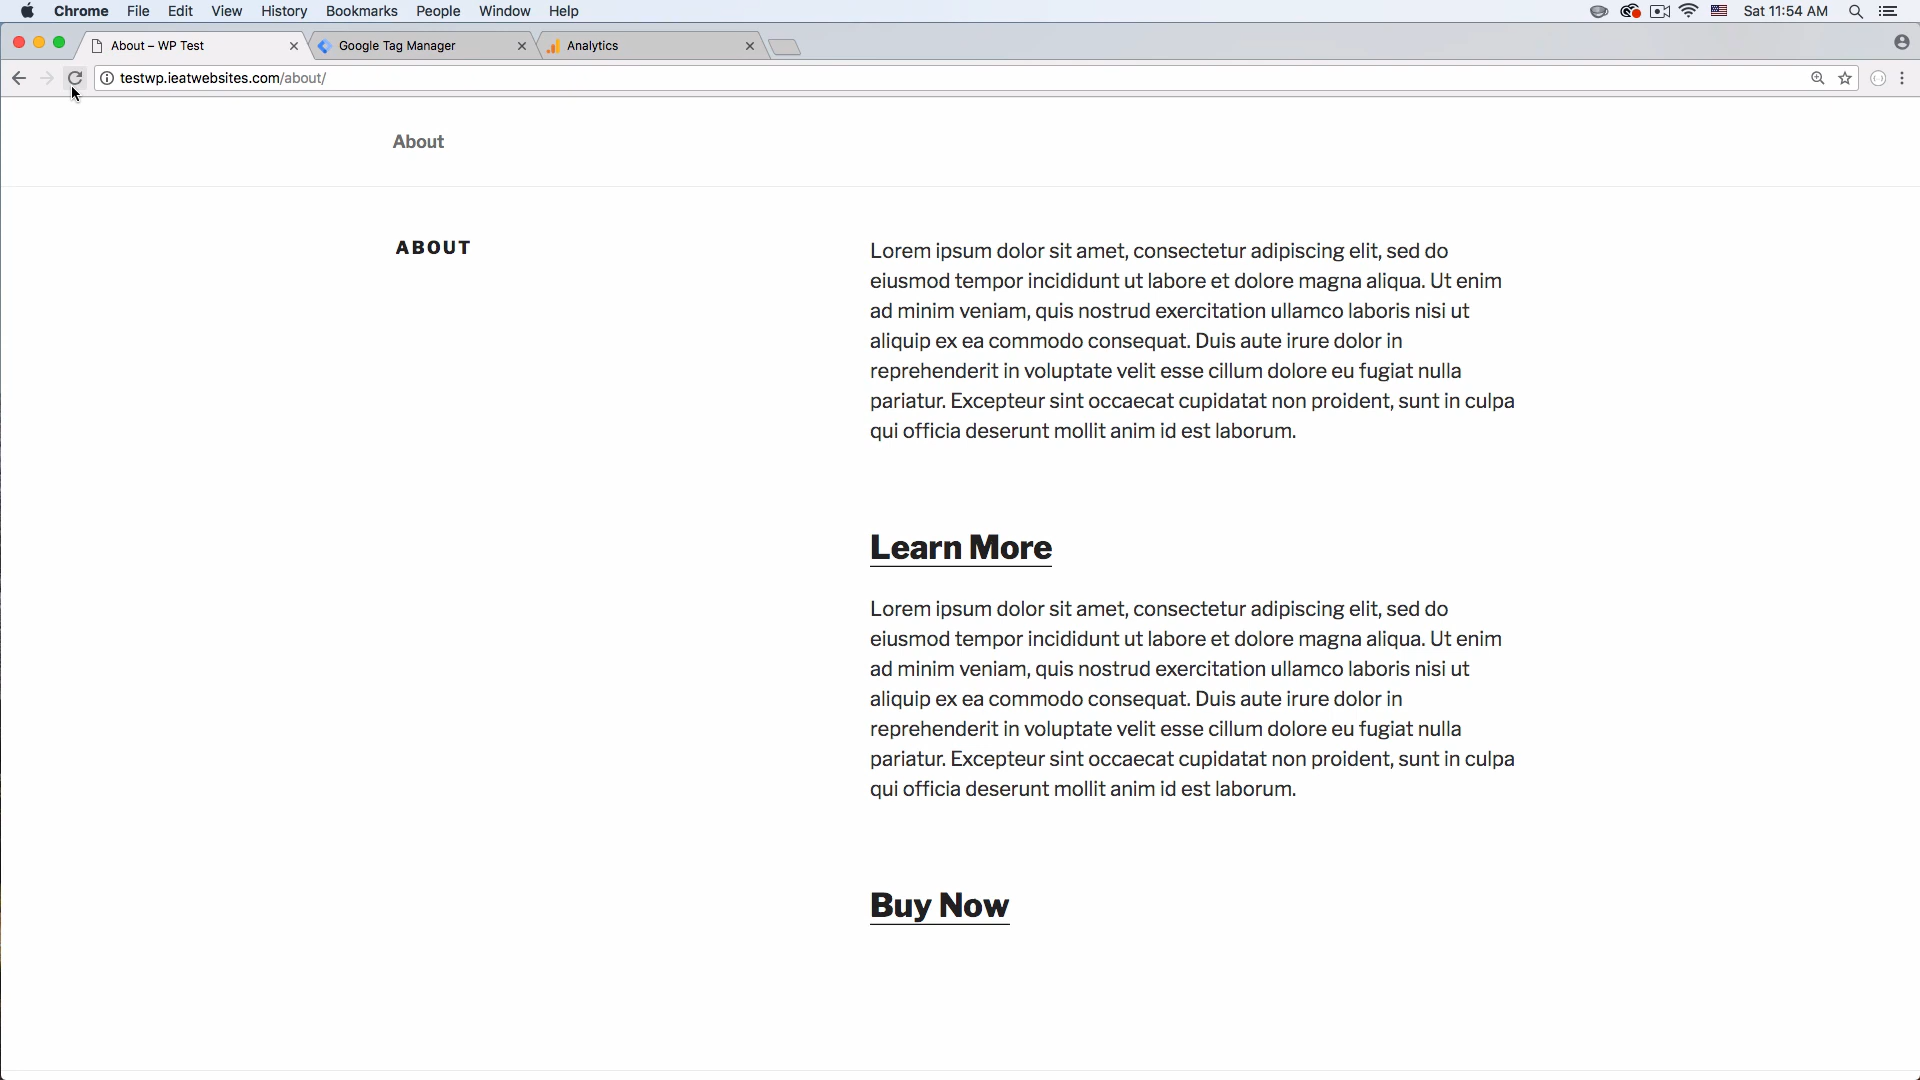 Chrome File Edit View History Bookmarks People Window Help Sat 11:54 AM
About – WP Test Google Tag Manager Analytics
testwp.ieatwebsites.com/about/
About
ABOUT
Lorem ipsum dolor sit amet, consectetur adipiscing elit, sed do
eiusmod tempor incididunt ut labore et dolore magna aliqua. Ut enim
ad minim veniam, quis nostrud exercitation ullamco laboris nisi ut
aliquip ex ea commodo consequat. Duis aute irure dolor in
reprehenderit in voluptate velit esse cillum dolore eu fugiat nulla
pariatur. Excepteur sint occaecat cupidatat non proident, sunt in culpa
qui officia deserunt mollit anim id est laborum.
Learn More
Lorem ipsum dolor sit amet, consectetur adipiscing elit, sed do
eiusmod tempor incididunt ut labore et dolore magna aliqua. Ut enim
ad minim veniam, quis nostrud exercitation ullamco laboris nisi ut
aliquip ex ea commodo consequat. Duis aute irure dolor in
reprehenderit in voluptate velit esse cillum dolore eu fugiat nulla
pariatur. Excepteur sint occaecat cupidatat non proident, sunt in culpa
qui officia deserunt mollit anim id est laborum.
Buy Now